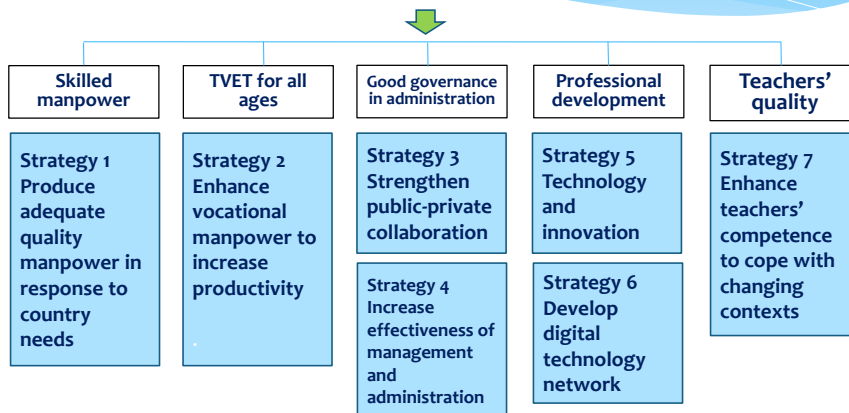 Skilled
manpower
TVET for all
ages
Good governance
in administration
Professional
development
Teachers’
quality
Strategy 1
Produce
adequate
quality
manpower in
response to
country
needs
Strategy 2
Enhance
vocational
manpower to
increase
productivity
.
Strategy 3
Strengthen
public-private
collaboration
Strategy 4
Increase
effectiveness of
management
and
administration
Strategy 5
Technology
and
innovation
Strategy 6
Develop
digital
technology
network
Strategy 7
Enhance
teachers’
competence
to cope with
changing
contexts